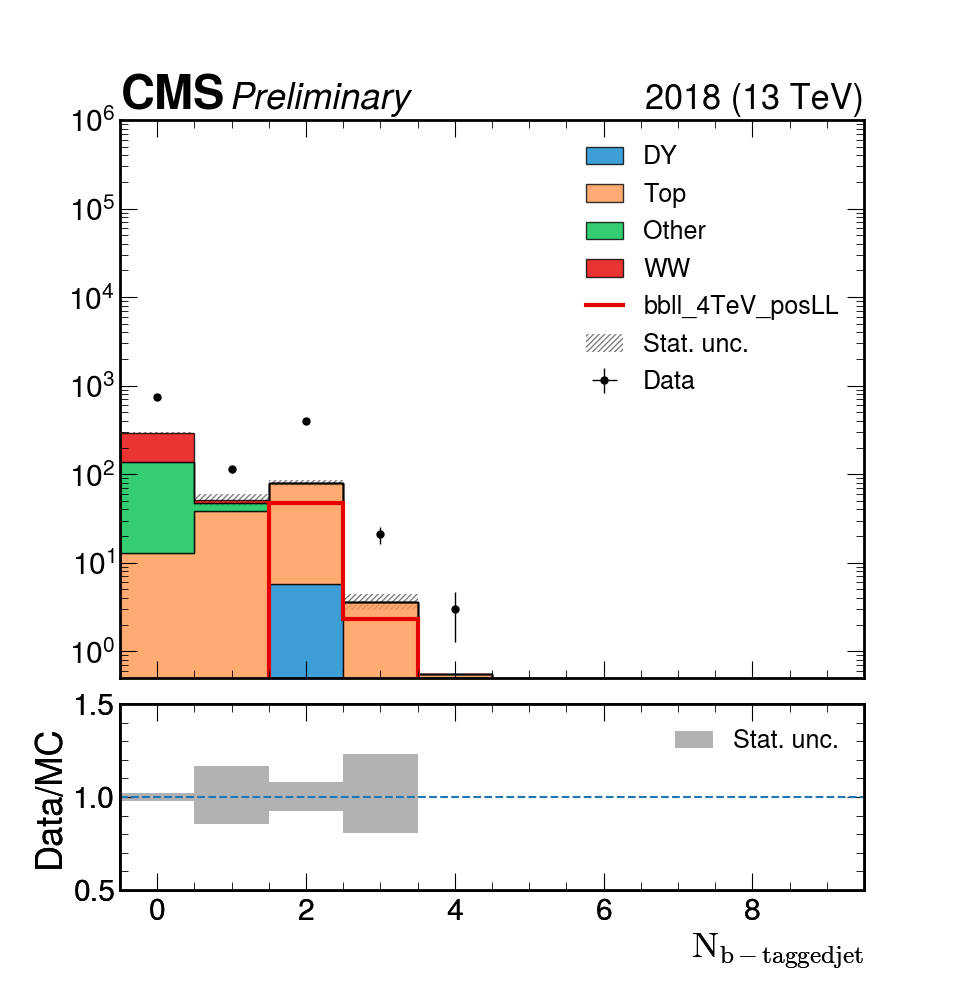 CMS Preliminary 2018 (13 TeV)
10^6
10^5
10^4
10^3
10^2
10^1
10^0
DY
Top
Other
WW
bbll_4TeV_posLL
Stat. unc.
Data
Data/MC
1.5
1.0
0.5
Stat. unc.
0 2 4 6 8
N_{b-taggedjet}